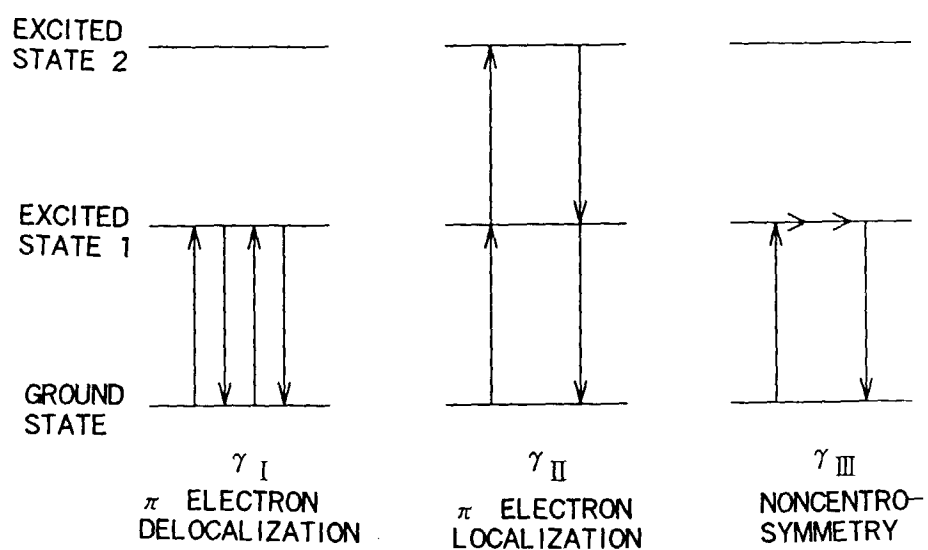 EXCITED
STATE 2
EXCITED
STATE 1
GROUND
STATE
γ I
π ELECTRON
DELOCALIZATION
γ II
π ELECTRON
LOCALIZATION
γ III
NONCENTRO-
SYMMETRY